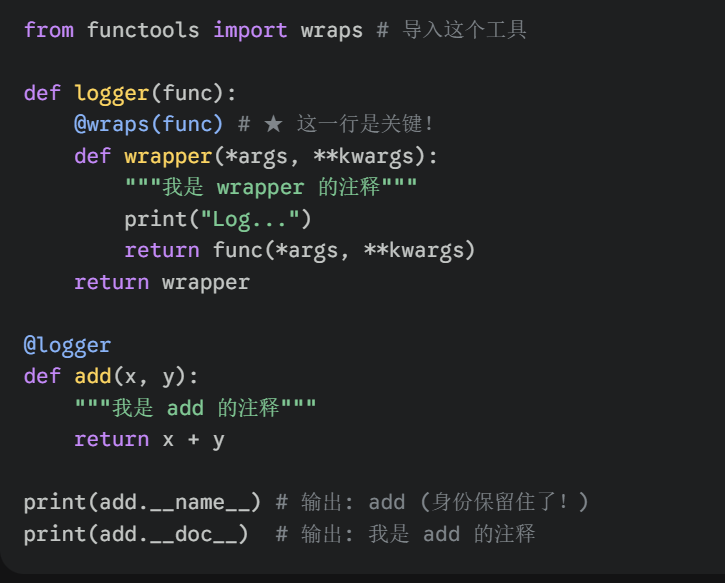 from functools import wraps # 导入这个工具

def logger(func):
    @wraps(func) # ★ 这一行是关键！
    def wrapper(*args, **kwargs):
        """我是 wrapper 的注释"""
        print("Log...")
        return func(*args, **kwargs)
    return wrapper

@logger
def add(x, y):
    """我是 add 的注释"""
    return x + y

print(add.__name__) # 输出: add (身份保留住了！)
print(add.__doc__)  # 输出: 我是 add 的注释